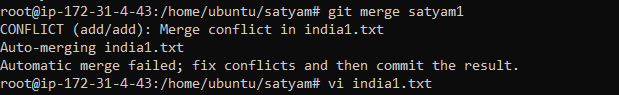 root@ip-172-31-4-43:/home/ubuntu/satyam# git merge satyam1
CONFLICT (add/add): Merge conflict in india1.txt
Auto-merging india1.txt
Automatic merge failed; fix conflicts and then commit the result.
root@ip-172-31-4-43:/home/ubuntu/satyam# vi india1.txt